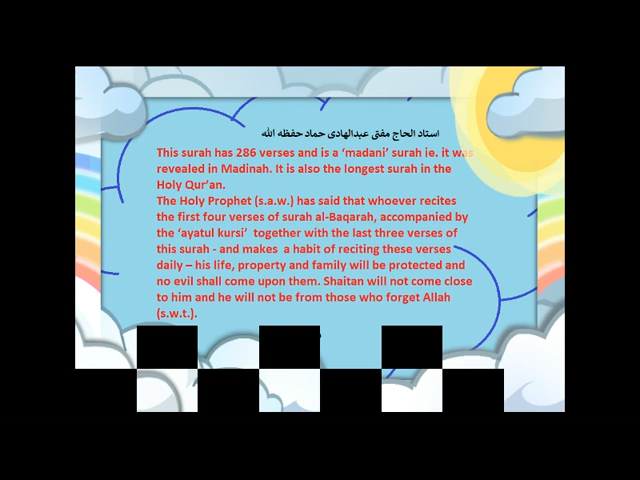 استاد الحاج مفتی عبدالهادی حماد حفظه الله
This surah has 286 verses and is a ‘madani’ surah ie. it was
revealed in Madinah. It is also the longest surah in the
Holy Qur’an.
The Holy Prophet (s.a.w.) has said that whoever recites
the first four verses of surah al-Baqarah, accompanied by
the ‘ayatul kursi’ together with the last three verses of
this surah - and makes a habit of reciting these verses
daily – his life, property and family will be protected and
no evil shall come upon them. Shaitan will not come close
to him and he will not be from those who forget Allah
(s.w.t.).